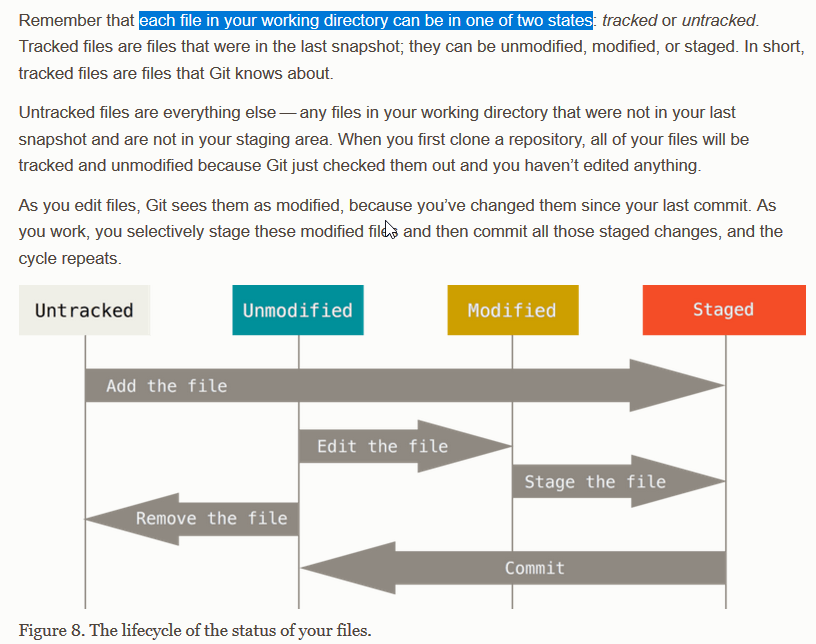 Remember that each file in your working directory can be in one of two states: tracked or untracked.
Tracked files are files that were in the last snapshot; they can be unmodified, modified, or staged. In short,
tracked files are files that Git knows about.
Untracked files are everything else — any files in your working directory that were not in your last
snapshot and are not in your staging area. When you first clone a repository, all of your files will be
tracked and unmodified because Git just checked them out and you haven’t edited anything.
As you edit files, Git sees them as modified, because you’ve changed them since your last commit. As
you work, you selectively stage these modified files and then commit all those staged changes, and the
cycle repeats.
Untracked
Unmodified
Modified
Staged
Add the file
Edit the file
Stage the file
Remove the file
Commit
Figure 8. The lifecycle of the status of your files.